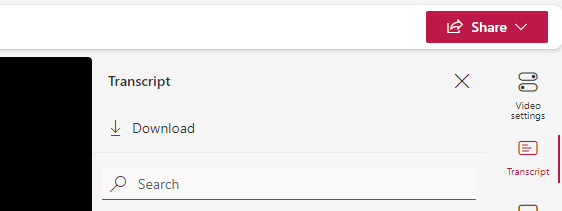 Share
Transcript
Download
Search
Video
settings
Transcript